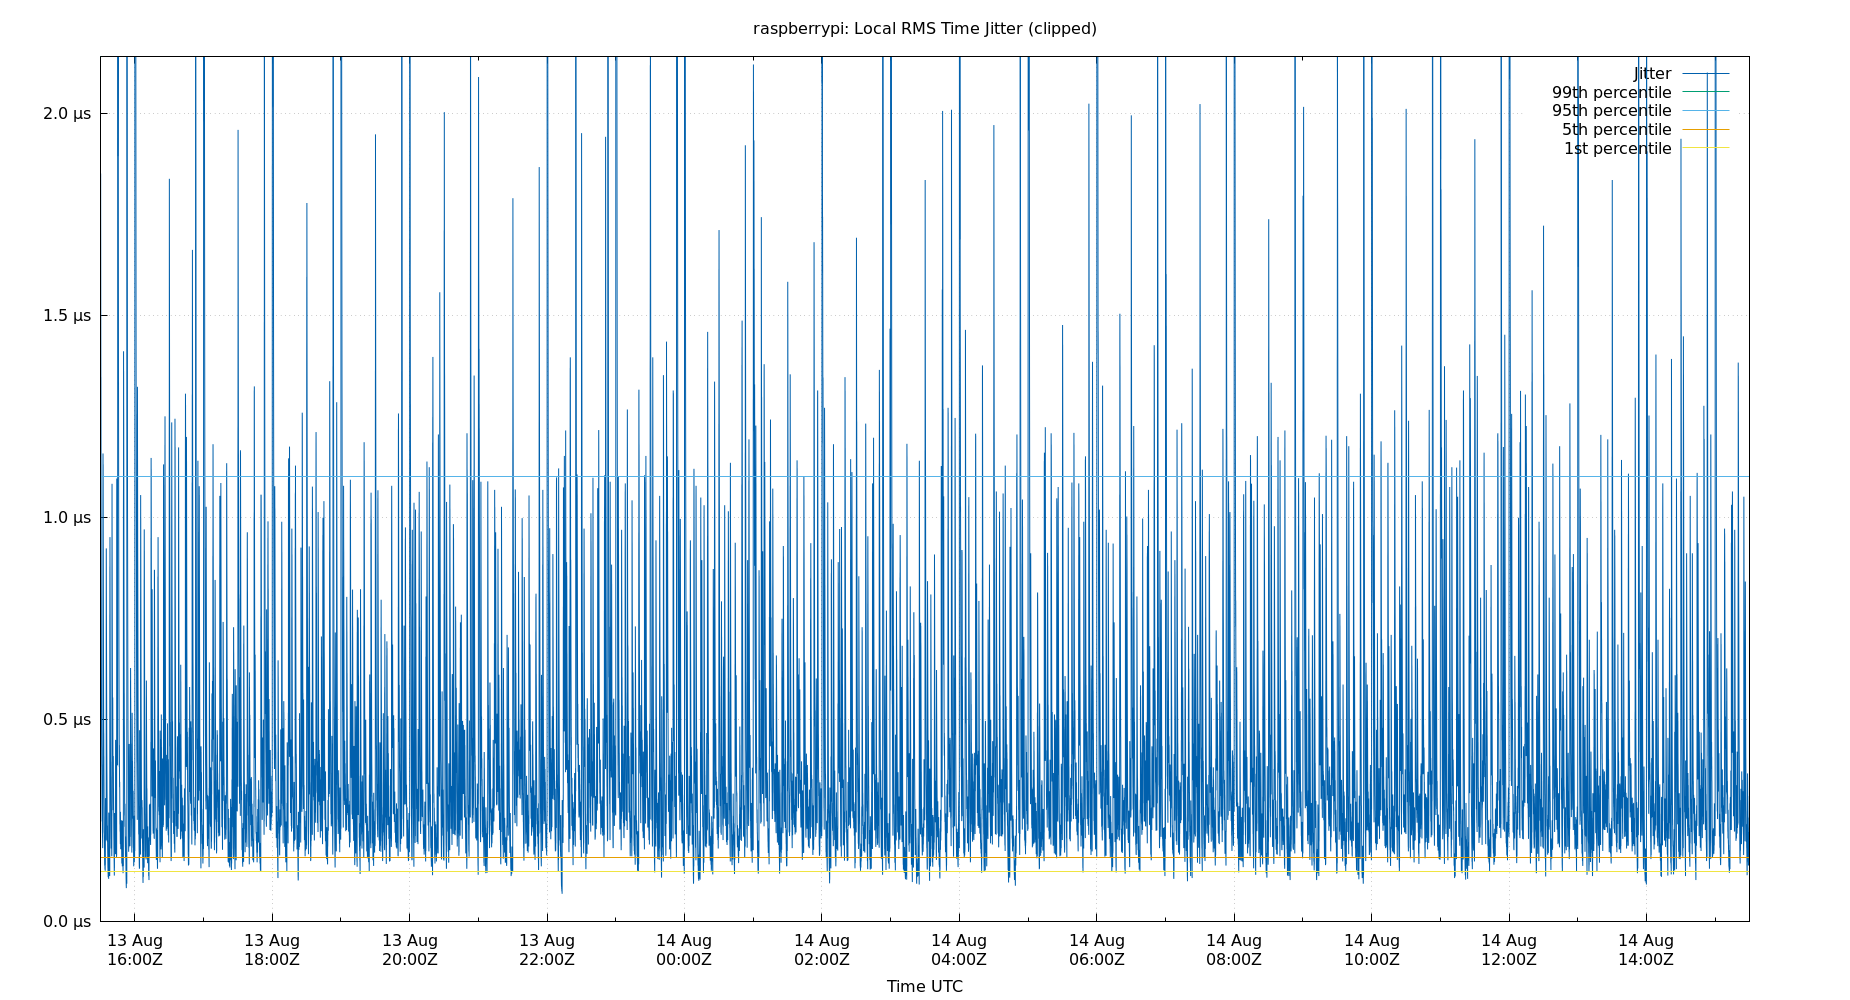 raspberrypi: Local RMS Time Jitter (clipped)
Jitter
99th percentile
95th percentile
5th percentile
1st percentile
2.0 µs
1.5 µs
1.0 µs
0.5 µs
0.0 µs
13 Aug 13 Aug 13 Aug 13 Aug 14 Aug 14 Aug 14 Aug 14 Aug 14 Aug 14 Aug 14 Aug 14 Aug
16:00Z 18:00Z 20:00Z 22:00Z 00:00Z 02:00Z 04:00Z 06:00Z 08:00Z 10:00Z 12:00Z 14:00Z
Time UTC